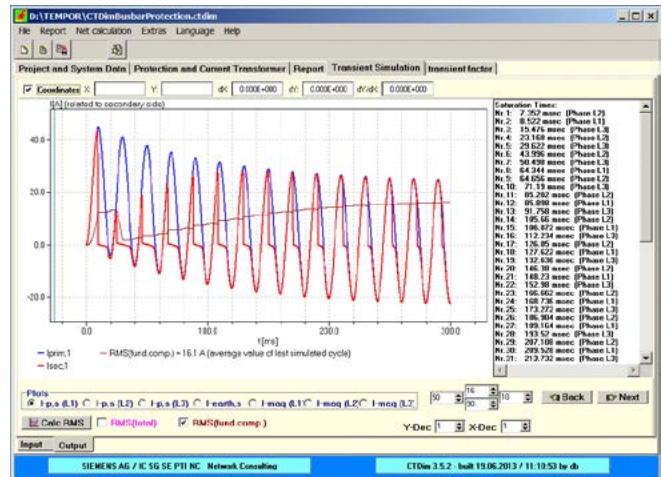 D:\TEMPOR\CTDimBusbarProtection.ctdim
File Report Net calculation Extras Language Help
Project and System Data Protection and Current Transformer Report Transient Simulation transient factor
Coordinates X: Y: dX 0.000E+000 dY: 0.000E+000 dY/dX 0.000E+000
I[A] (related to secondary side)
40.0
20.0
0.0
-20.0
0.0 100.0 200.0 300.0
t[ms]
Iprim,1 RMS(fund.comp.) = 16.1 A (average value of last simulated cycle)
Isec,1
Saturation Times:
Nr.1: 7.352 msec (Phase L2)
Nr.2: 8.522 msec (Phase L1)
Nr.3: 15.476 msec (Phase L3)
Nr.4: 23.168 msec (Phase L2)
Nr.5: 29.622 msec (Phase L3)
Nr.6: 43.996 msec (Phase L2)
Nr.7: 50.498 msec (Phase L3)
Nr.8: 64.344 msec (Phase L1)
Nr.9: 64.656 msec (Phase L2)
Nr.10: 71.19 msec (Phase L3)
Nr.11: 85.202 msec (Phase L2)
Nr.12: 85.890 msec (Phase L1)
Nr.13: 91.758 msec (Phase L3)
Nr.14: 105.66 msec (Phase L2)
Nr.15: 106.872 msec (Phase L1)
Nr.16: 112.234 msec (Phase L3)
Nr.17: 126.05 msec (Phase L2)
Nr.18: 127.622 msec (Phase L1)
Nr.19: 132.636 msec (Phase L3)
Nr.20: 146.38 msec (Phase L2)
Nr.21: 148.23 msec (Phase L1)
Nr.22: 152.98 msec (Phase L3)
Nr.23: 166.662 msec (Phase L2)
Nr.24: 168.736 msec (Phase L1)
Nr.25: 173.272 msec (Phase L3)
Nr.26: 186.904 msec (Phase L2)
Nr.27: 189.164 msec (Phase L1)
Nr.28: 193.52 msec (Phase L3)
Nr.29: 207.108 msec (Phase L2)
Nr.30: 209.528 msec (Phase L1)
Nr.31: 213.732 msec (Phase L3)
Plots
I-p,s (L1) I-p,s (L2) I-p,s (L3) I-earth,s I-mag (L1) I-mag (L2) I-mag (L3)
50 16 30 10 Back Next
Calc RMS RMS(total) RMS(fund.comp.) Y-Dec 1 X-Dec 1
Input Output
SIEMENS AG / IC SG SE PTI NC Network Consulting CTDim 3.5.2 - built 19.06.2013 / 11:10:53 by db